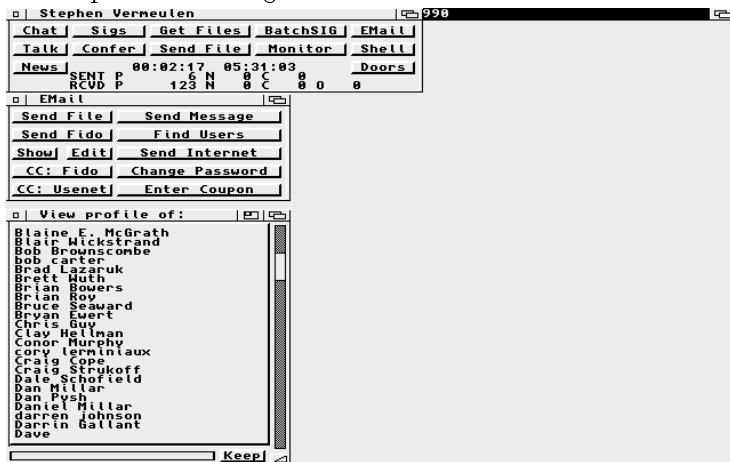 Stephen Vermeulen
990
Chat Sigs Get Files BatchSIG EMail
Talk Confer Send File Monitor Shell
News 00:02:17 05:31:03 Doors
SENT P 6 N 0 C 0
RCVD P 123 N 0 C 0 O 0
EMail
Send File Send Message
Send Fido Find Users
Show Edit Send Internet
CC: Fido Change Password
CC: Usenet Enter Coupon
View profile of:
Blaine E. McGrath
Blair Wickstrand
Bob Brownscombe
bob carter
Brad Lazaruk
Brett Wuth
Brian Bowers
Brian Roy
Bruce Seaward
Bryan Ewert
Chris Guy
Clay Hellman
Conor Murphy
cory lerminiaux
Craig Cope
Craig Strukoff
Dale Schofield
Dan Millar
Dan Pysh
Daniel Millar
darren johnson
Darrin Gallant
Dave
Keep